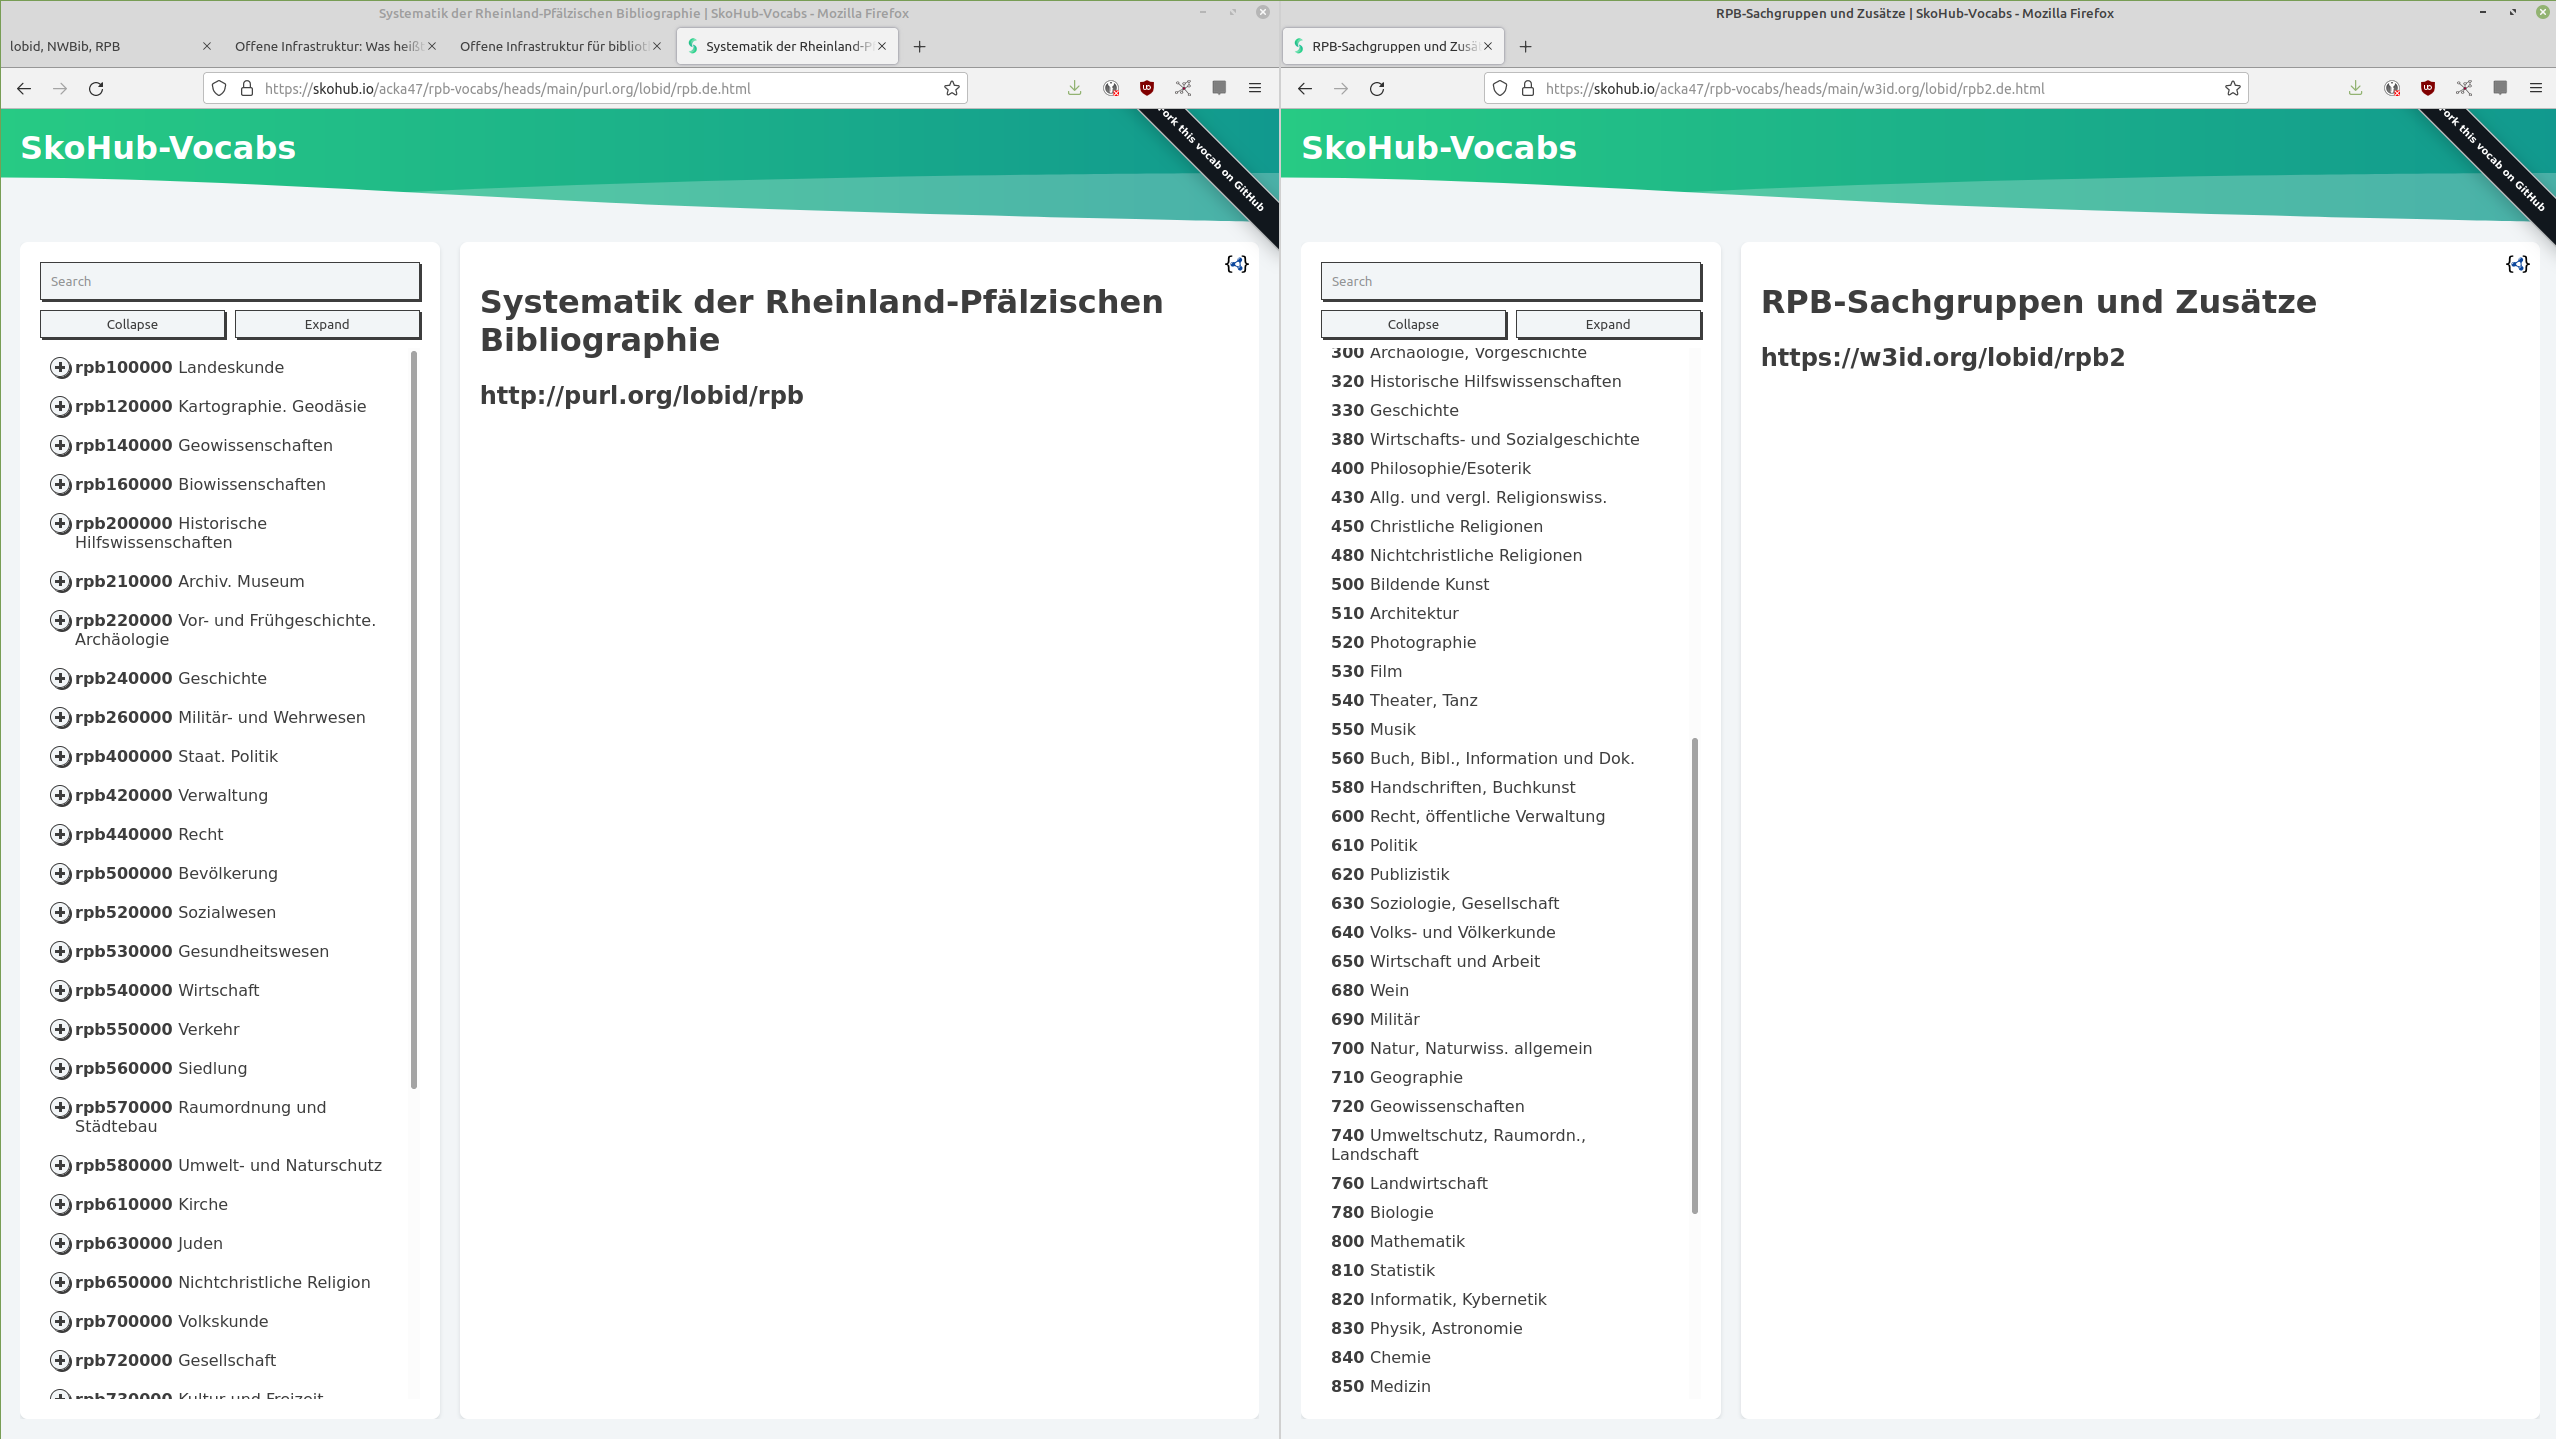 Systematik der Rheinland-Pfälzischen Bibliographie | SkoHub-Vocabs - Mozilla Firefox
lobid, NWBib, RPB
Offene Infrastruktur: Was heißt
Offene Infrastruktur für bibliot
Systematik der Rheinland-P
https://skohub.io/acka47/rpb-vocabs/heads/main/purl.org/lobid/rpb.de.html
SkoHub-Vocabs
ork this vocab on GitHub
Search
Collapse
Expand
rpb100000 Landeskunde
rpb120000 Kartographie. Geodäsie
rpb140000 Geowissenschaften
rpb160000 Biowissenschaften
rpb200000 Historische
Hilfswissenschaften
rpb210000 Archiv. Museum
rpb220000 Vor- und Frühgeschichte.
Archäologie
rpb240000 Geschichte
rpb260000 Militär- und Wehrwesen
rpb400000 Staat. Politik
rpb420000 Verwaltung
rpb440000 Recht
rpb500000 Bevölkerung
rpb520000 Sozialwesen
rpb530000 Gesundheitswesen
rpb540000 Wirtschaft
rpb550000 Verkehr
rpb560000 Siedlung
rpb570000 Raumordnung und
Städtebau
rpb580000 Umwelt- und Naturschutz
rpb610000 Kirche
rpb630000 Juden
rpb650000 Nichtchristliche Religion
rpb700000 Volkskunde
rpb720000 Gesellschaft
rpb730000 Kultur und Freizeit
Systematik der Rheinland-Pfälzischen
Bibliographie
http://purl.org/lobid/rpb
RPB-Sachgruppen und Zusätze | SkoHub-Vocabs - Mozilla Firefox
RPB-Sachgruppen und Zusä
https://skohub.io/acka47/rpb-vocabs/heads/main/w3id.org/lobid/rpb2.de.html
SkoHub-Vocabs
ork this vocab on GitHub
Search
Collapse
Expand
300 Archäologie, Vorgeschichte
320 Historische Hilfswissenschaften
330 Geschichte
380 Wirtschafts- und Sozialgeschichte
400 Philosophie/Esoterik
430 Allg. und vergl. Religionswiss.
450 Christliche Religionen
480 Nichtchristliche Religionen
500 Bildende Kunst
510 Architektur
520 Photographie
530 Film
540 Theater, Tanz
550 Musik
560 Buch, Bibl., Information und Dok.
580 Handschriften, Buchkunst
600 Recht, öffentliche Verwaltung
610 Politik
620 Publizistik
630 Soziologie, Gesellschaft
640 Volks- und Völkerkunde
650 Wirtschaft und Arbeit
680 Wein
690 Militär
700 Natur, Naturwiss. allgemein
710 Geographie
720 Geowissenschaften
740 Umweltschutz, Raumordn.,
Landschaft
760 Landwirtschaft
780 Biologie
800 Mathematik
810 Statistik
820 Informatik, Kybernetik
830 Physik, Astronomie
840 Chemie
850 Medizin
RPB-Sachgruppen und Zusätze
https://w3id.org/lobid/rpb2